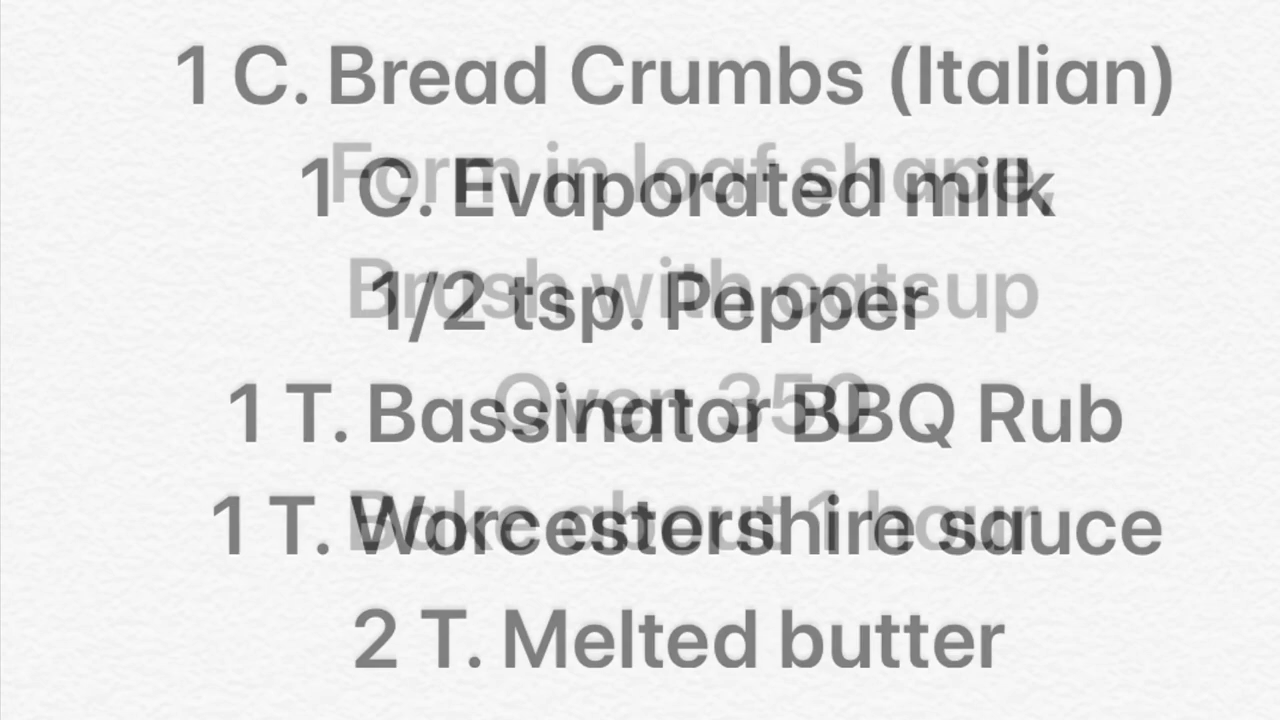 1 C. Bread Crumbs (Italian)
Form in loaf shape.
1 C. Evaporated milk
Brush with catsup
1/2 tsp. Pepper
Oven 350
1 T. Bassinator BBQ Rub
Bake about 1 hour
1 T. Worcestershire sauce
2 T. Melted butter